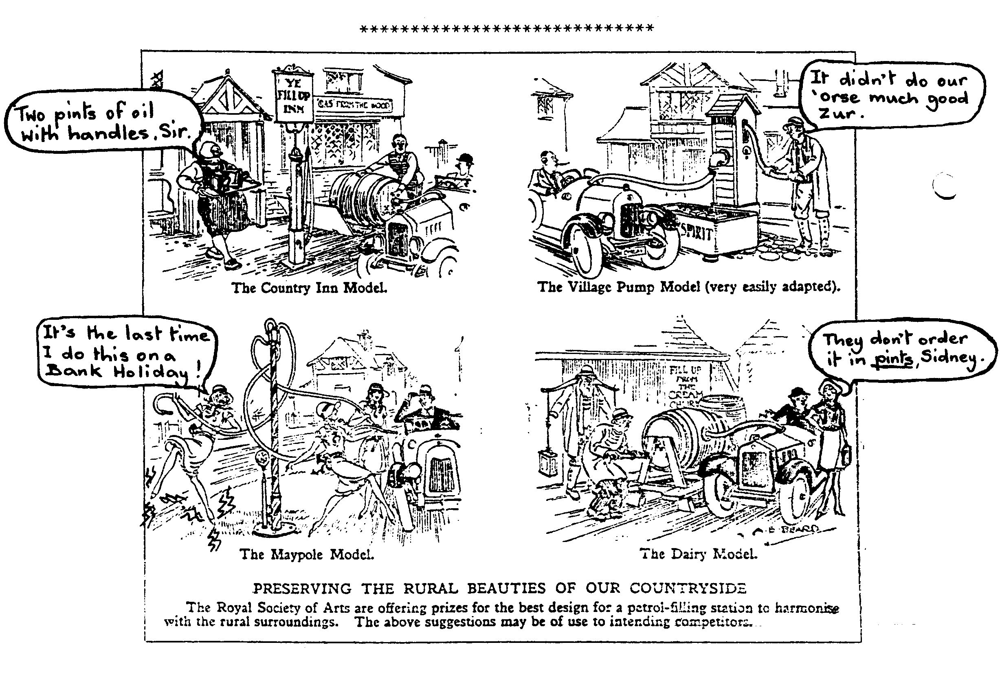 ****************************
Two pints of oil
with handles, Sir.
YE
FILL UP
INN
'GAS' FROM THE WOOD
It didn't do our
'orse much good
zur.
SPIRIT
The Country Inn Model.
The Village Pump Model (very easily adapted).
It's the last time
I do this on a
Bank Holiday!
They don't order
it in pints, Sidney.
FILL UP
FROM
THE
CREAM
A E BEARD
The Maypole Model.
The Dairy Model.
PRESERVING THE RURAL BEAUTIES OF OUR COUNTRYSIDE
The Royal Society of Arts are offering prizes for the best design for a petrol-filling station to harmonise
with the rural surroundings. The above suggestions may be of use to intending competitors.